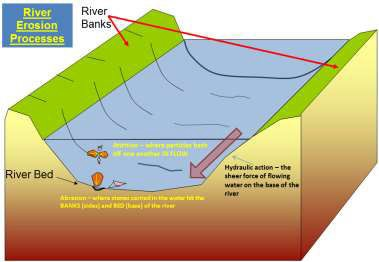 River
Erosion
Processes
River
Banks
Attrition – where particles bash
off one another IN FLOW
Hydraulic action – the
sheer force of flowing
water on the base of the
river
River Bed
Abrasion – where stones carried in the water hit the
BANKS (sides) and BED (base) of the river